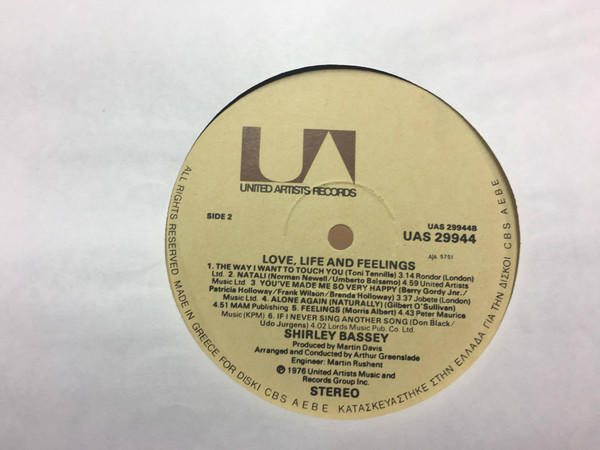 UA
UNITED ARTISTS RECORDS
SIDE 2
UAS 29944B
UAS 29944
AJA 5751
LOVE, LIFE AND FEELINGS
1. THE WAY I WANT TO TOUCH YOU (Toni Tennille) 3.14 Rondor (London)
Ltd. 2. NATALI (Norman Newell/Umberto Balsamo) 4.59 United Artists
Music Ltd. 3. YOU'VE MADE ME SO VERY HAPPY (Berry Gordy Jnr./
Patricia Holloway/Frank Wilson/Brenda Holloway) 3.37 Jobete (London)
Music Ltd. 4. ALONE AGAIN (NATURALLY) (Gilbert O'Sullivan)
4.51 MAM Publishing 5. FEELINGS (Morris Albert) 4.43 Peter Maurice
Music (KPM) 6. IF I NEVER SING ANOTHER SONG (Don Black/
Udo Jurgens) 4.02 Lords Music Pub. Co. Ltd.
SHIRLEY BASSEY
Produced by Martin Davis
Arranged and Conducted by Arthur Greenslade
Engineer: Martin Rushent
℗ 1976 United Artists Music and
Records Group Inc.
STEREO
ALL RIGHTS RESERVED MADE IN GREECE FOR DISKI CBS AEBE ΚΑΤΑΣΚΕΥΑΣΤΗΚΕ ΣΤΗΝ ΕΛΛΑΔΑ ΓΙΑ ΤΗΝ ΔΙΣΚΟΙ CBS AEBE